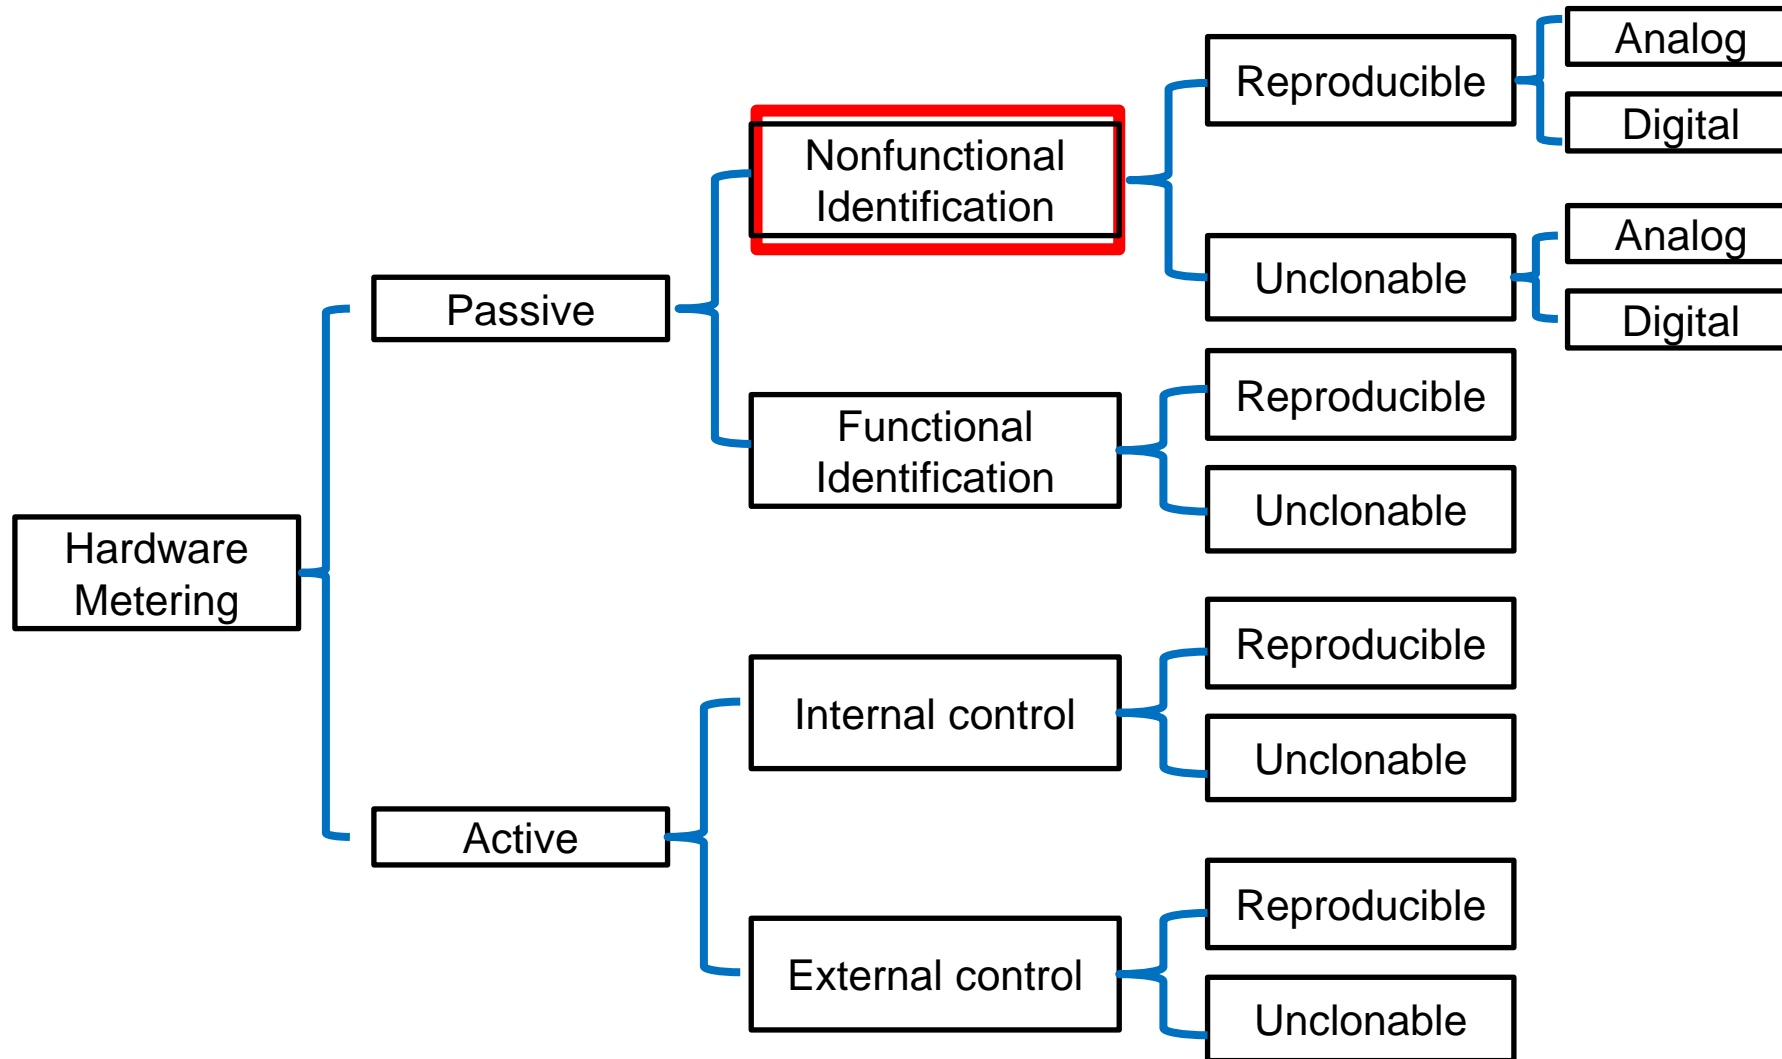 Hardware
Metering
Passive
Nonfunctional
Identification
Reproducible
Analog
Digital
Unclonable
Analog
Digital
Functional
Identification
Reproducible
Unclonable
Active
Internal control
Reproducible
Unclonable
External control
Reproducible
Unclonable